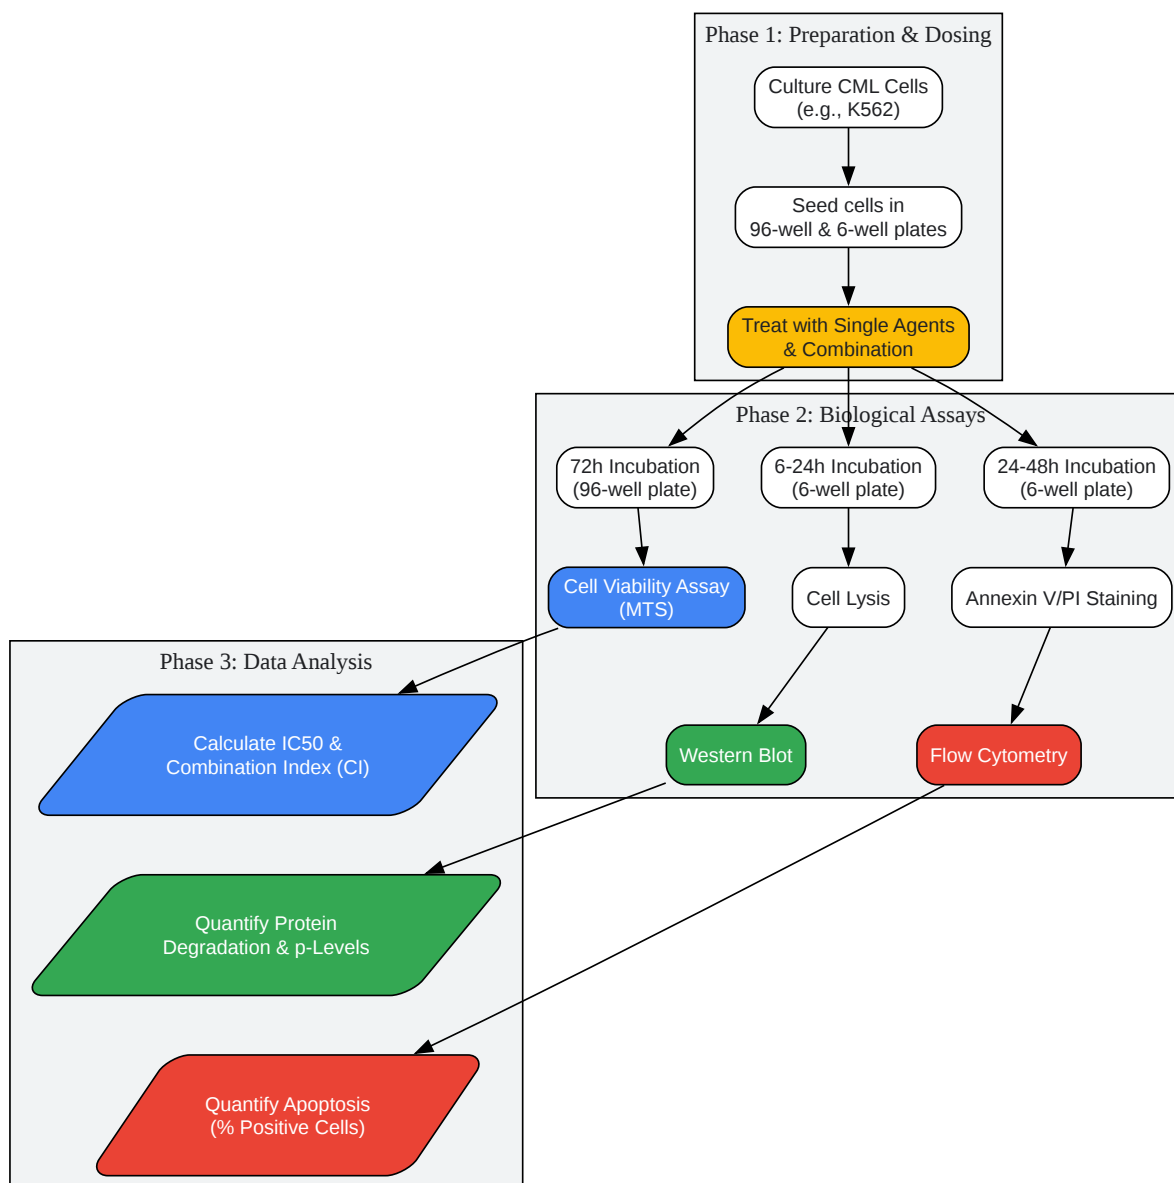 Phase 1: Preparation & Dosing
Culture CML Cells
(e.g., K562)
Seed cells in
96-well & 6-well plates
Treat with Single Agents
& Combination
Phase 2: Biological Assays
72h Incubation
(96-well plate)
6-24h Incubation
(6-well plate)
24-48h Incubation
(6-well plate)
Cell Viability Assay
(MTS)
Cell Lysis
Annexin V/PI Staining
Western Blot
Flow Cytometry
Phase 3: Data Analysis
Calculate IC50 &
Combination Index (CI)
Quantify Protein
Degradation & p-Levels
Quantify Apoptosis
(% Positive Cells)